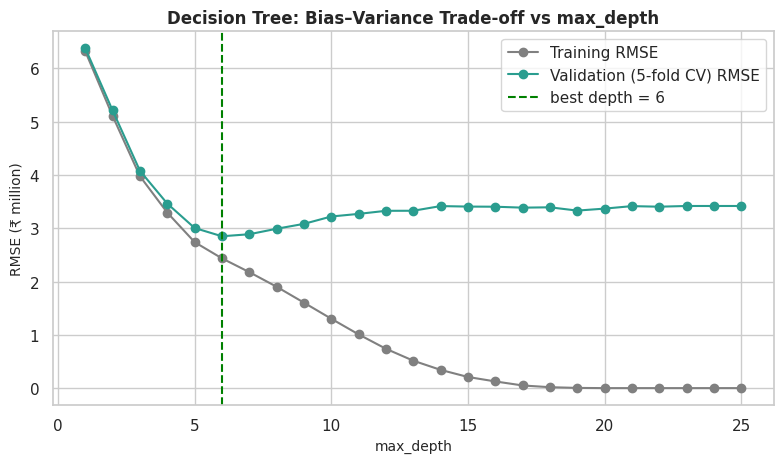 Decision Tree: Bias–Variance Trade-off vs max_depth
Training RMSE
Validation (5-fold CV) RMSE
best depth = 6
RMSE (₹ million)
6
5
4
3
2
1
0
0 5 10 15 20 25
max_depth